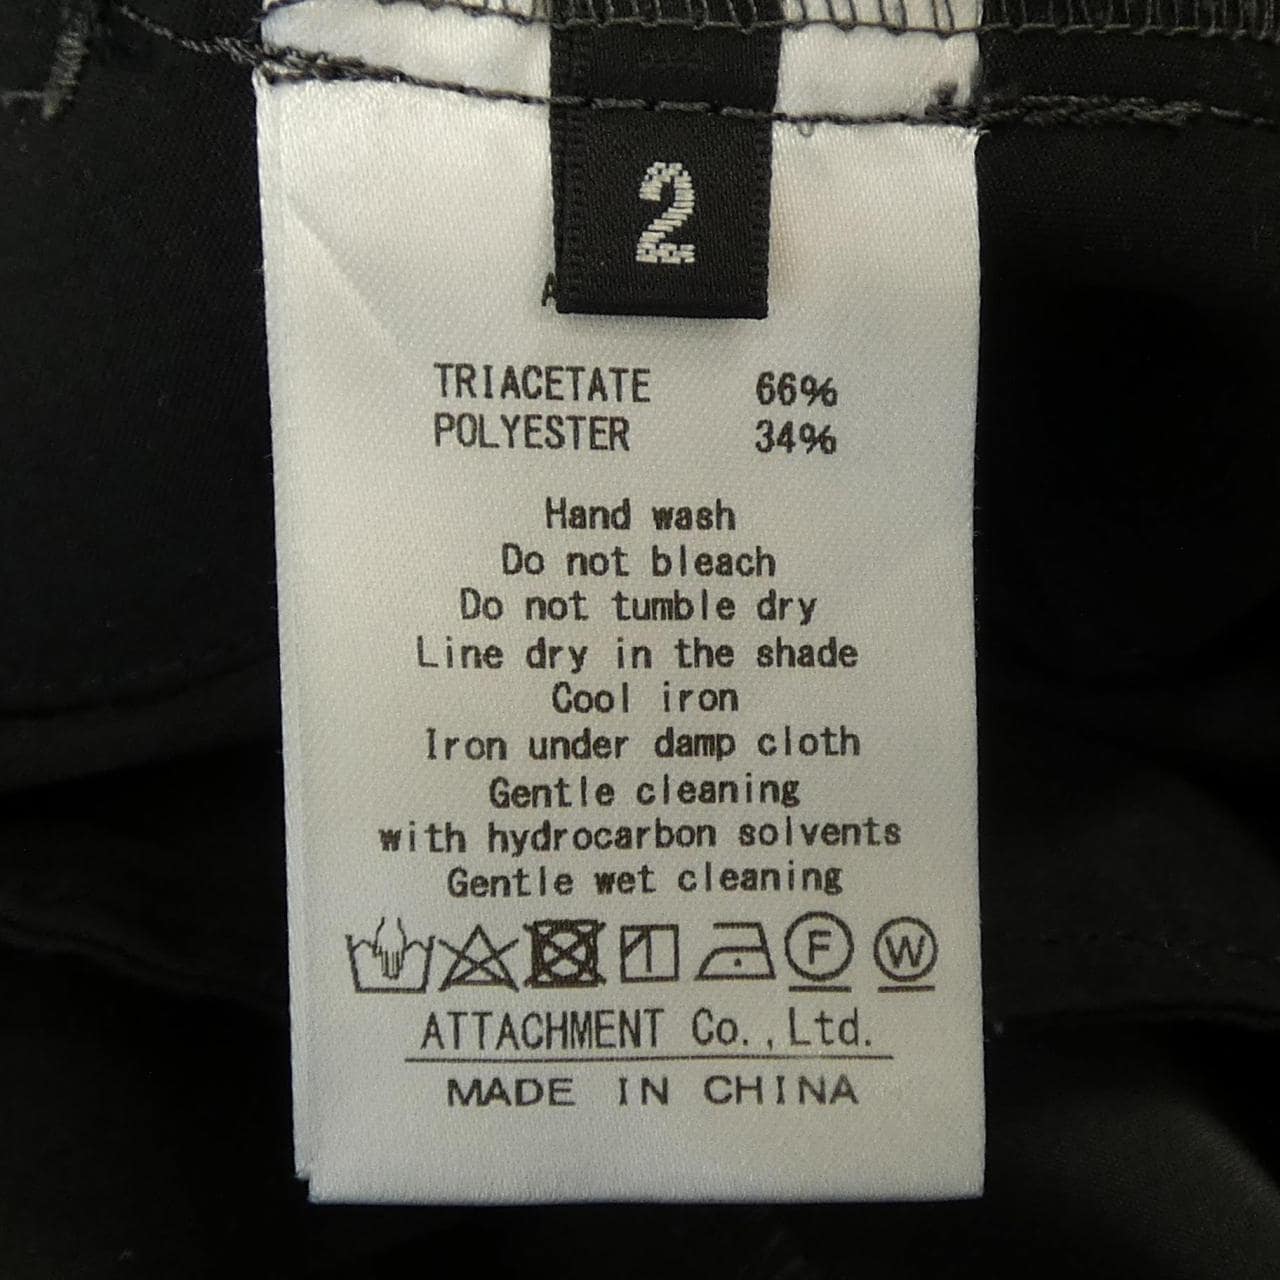 2
TRIACETATE 66%
POLYESTER 34%
Hand wash
Do not bleach
Do not tumble dry
Line dry in the shade
Cool iron
Iron under damp cloth
Gentle cleaning
with hydrocarbon solvents
Gentle wet cleaning
F W
ATTACHMENT Co.,Ltd.
MADE IN CHINA